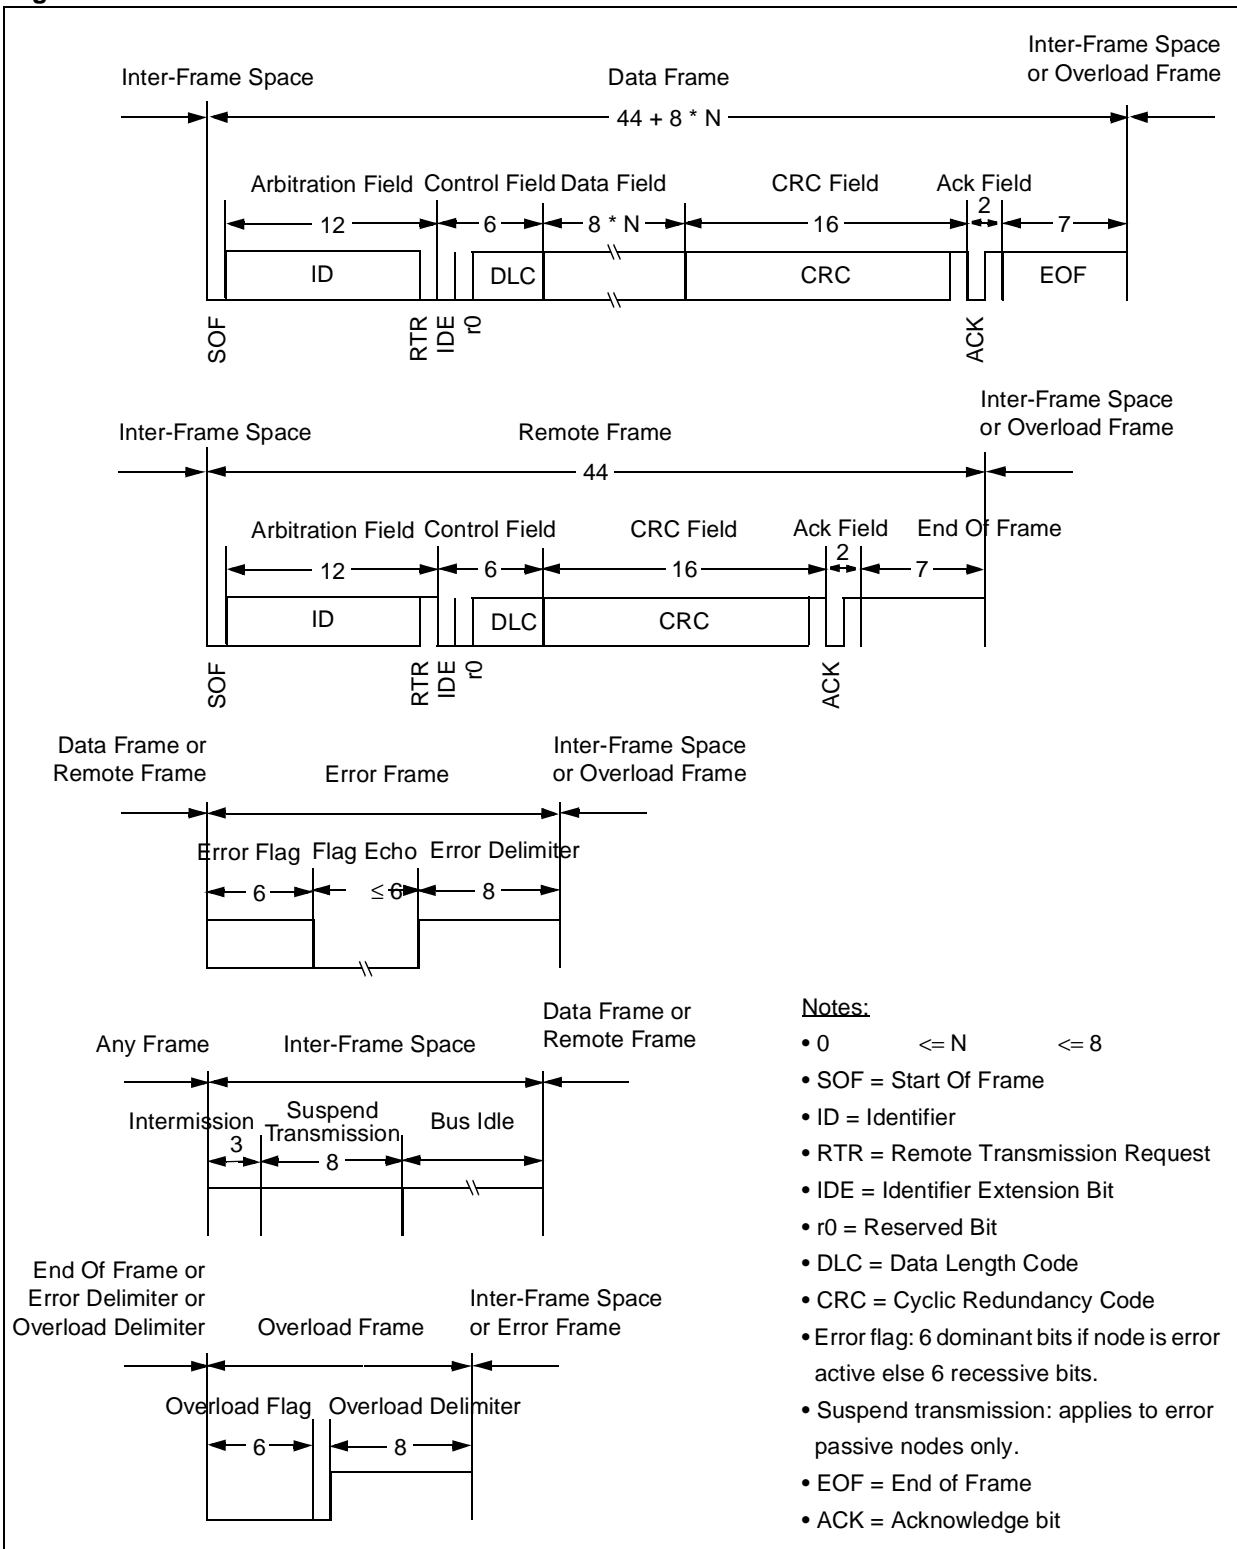 Inter-Frame Space
or Overload Frame
Inter-Frame Space
Data Frame
44 + 8 * N
Arbitration Field
Control Field
Data Field
CRC Field
Ack Field
12
6
8 * N
16
2
7
ID
DLC
CRC
EOF
SOF
RTR
IDE
r0
ACK
Inter-Frame Space
or Overload Frame
Inter-Frame Space
Remote Frame
44
Arbitration Field
Control Field
CRC Field
Ack Field
End Of Frame
12
6
16
2
7
ID
DLC
CRC
SOF
RTR
IDE
r0
ACK
Data Frame or
Remote Frame
Error Frame
Inter-Frame Space
or Overload Frame
Error Flag
Flag Echo
Error Delimiter
6
≤ 6
8
Any Frame
Inter-Frame Space
Data Frame or
Remote Frame
Intermission
Suspend
Transmission
Bus Idle
3
8
End Of Frame or
Error Delimiter or
Overload Delimiter
Overload Frame
Inter-Frame Space
or Error Frame
Overload Flag
Overload Delimiter
6
8
Notes:
• 0 <= N <= 8
• SOF = Start Of Frame
• ID = Identifier
• RTR = Remote Transmission Request
• IDE = Identifier Extension Bit
• r0 = Reserved Bit
• DLC = Data Length Code
• CRC = Cyclic Redundancy Code
• Error flag: 6 dominant bits if node is error
active else 6 recessive bits.
• Suspend transmission: applies to error
passive nodes only.
• EOF = End of Frame
• ACK = Acknowledge bit